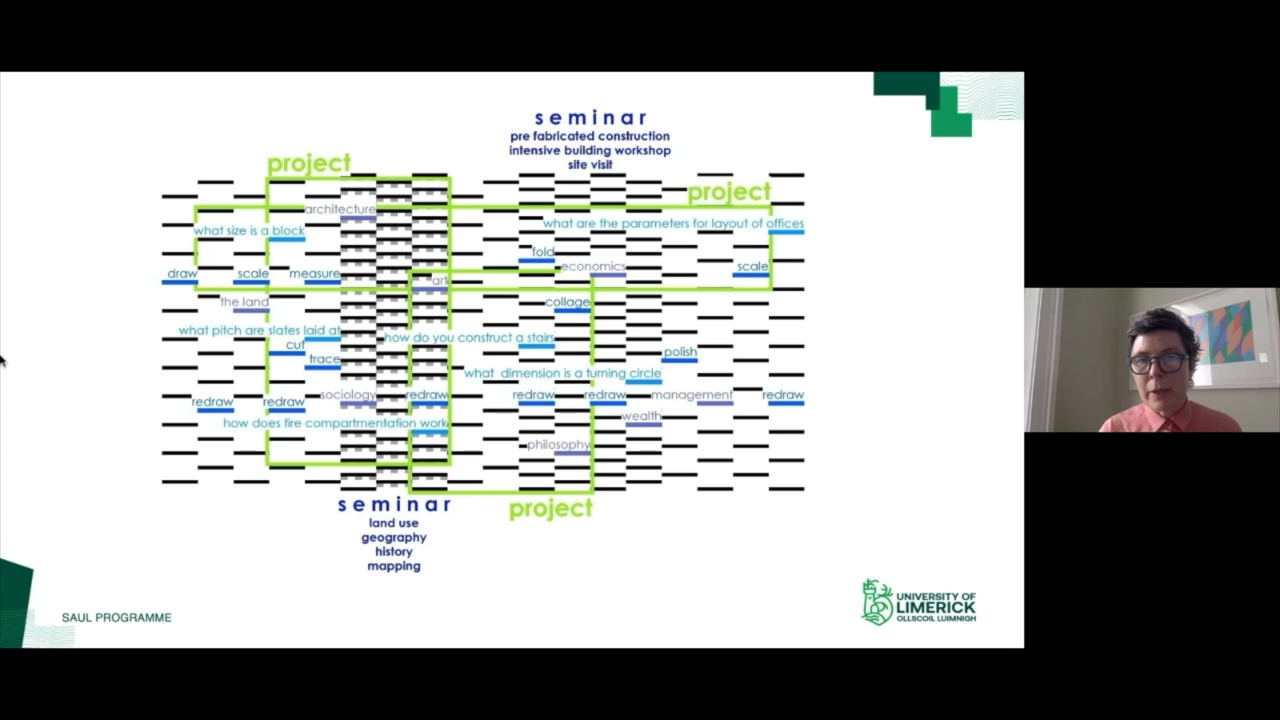 seminar
pre fabricated construction
intensive building workshop
site visit
project
project
architecture
what are the parameters for layout of offices
what size is a block
fold
economics
scale
draw
scale
measure
art
the land
collage
what pitch are slates laid at
how do you construct a stairs
cut
trace
polish
what dimension is a turning circle
redraw
redraw
sociology
redraw
redraw
redraw
management
redraw
wealth
how does fire compartmentation work
philosophy
seminar
land use
geography
history
mapping
project
SAUL PROGRAMME
UNIVERSITY OF
LIMERICK
OLLSCOIL LUIMNIGH